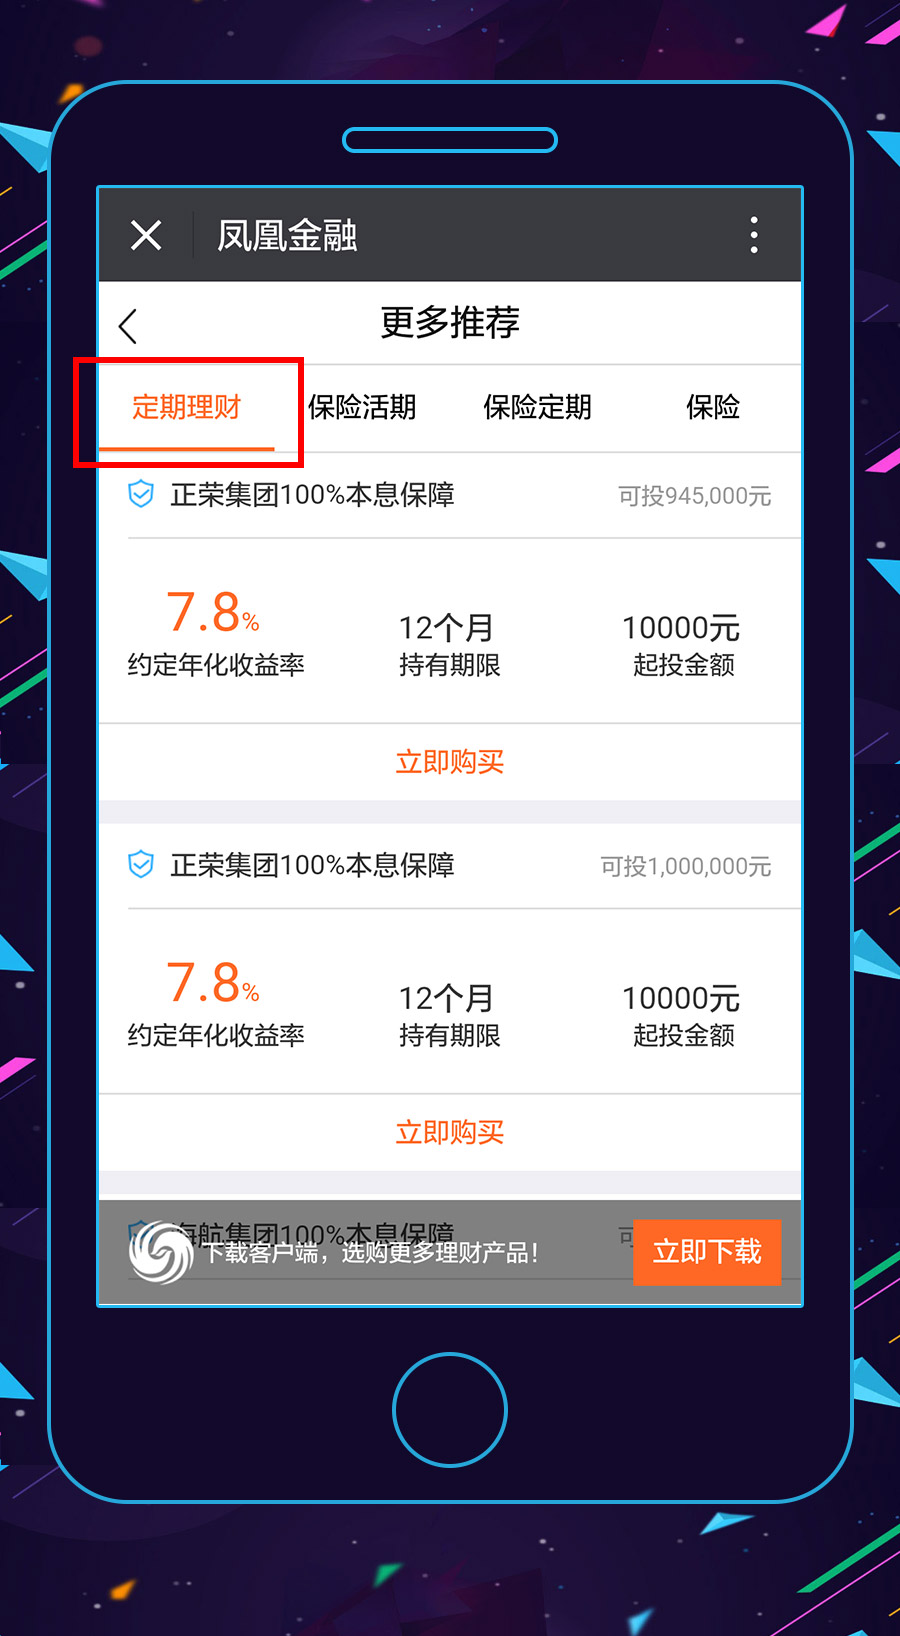 凤凰金融
更多推荐
定期理财 保险活期 保险定期 保险
正荣集团100%本息保障 可投945,000元
7.8% 12个月 10000元
约定年化收益率 持有期限 起投金额
立即购买
正荣集团100%本息保障 可投1,000,000元
7.8% 12个月 10000元
约定年化收益率 持有期限 起投金额
立即购买
海航集团100%本息保障 可
下载客户端，选购更多理财产品！ 立即下载